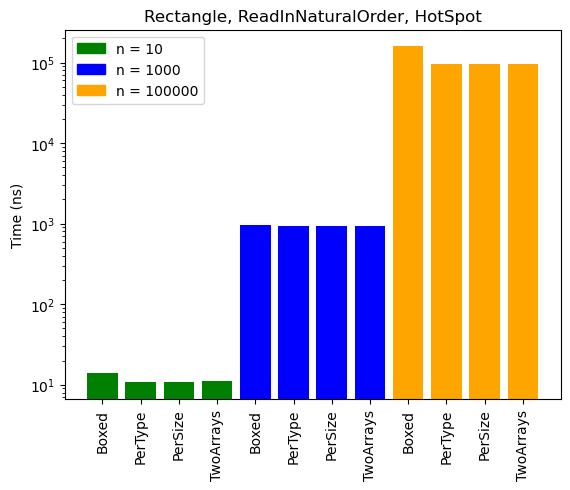 Rectangle, ReadInNaturalOrder, HotSpot
n = 10
n = 1000
n = 100000
Time (ns)
10^5
10^4
10^3
10^2
10^1
Boxed
PerType
PerSize
TwoArrays
Boxed
PerType
PerSize
TwoArrays
Boxed
PerType
PerSize
TwoArrays